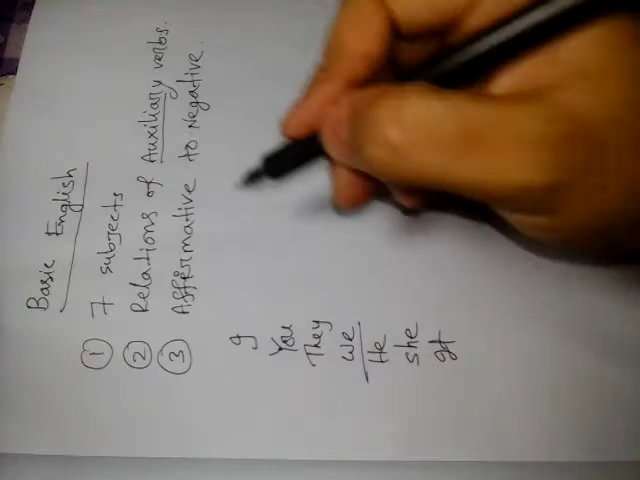 Basic English
① 7 subjects
② Relations of Auxiliary verbs.
③ Affirmative to Negative.
I
You
They
We
He
she
It